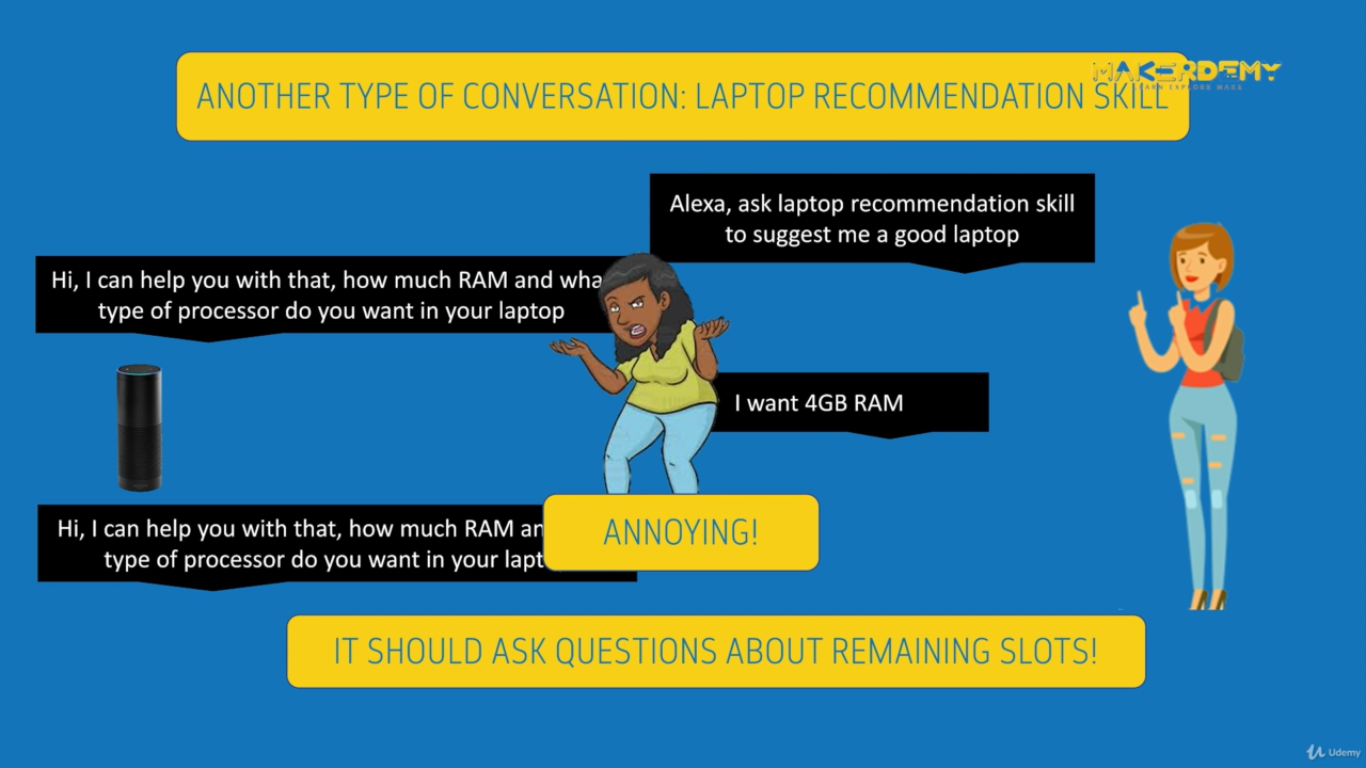 MAKERDEMY
LEARN EXPLORE MAKE
ANOTHER TYPE OF CONVERSATION: LAPTOP RECOMMENDATION SKILL
Alexa, ask laptop recommendation skill
to suggest me a good laptop
Hi, I can help you with that, how much RAM and wha
type of processor do you want in your laptop
I want 4GB RAM
Hi, I can help you with that, how much RAM an
type of processor do you want in your lapt
ANNOYING!
IT SHOULD ASK QUESTIONS ABOUT REMAINING SLOTS!
Udemy